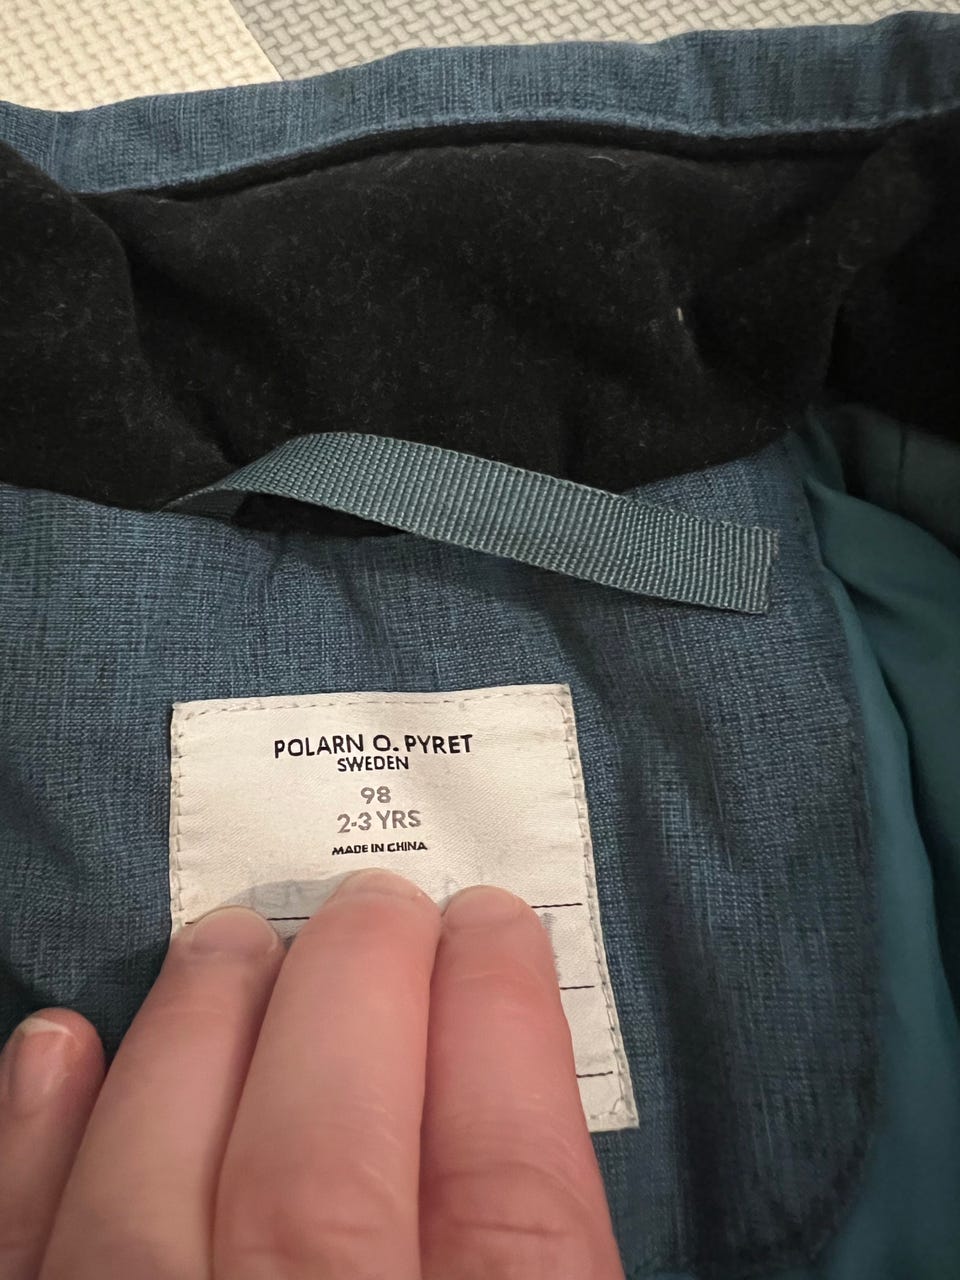 POLARN O. PYRET
SWEDEN
98
2-3 YRS
MADE IN CHINA